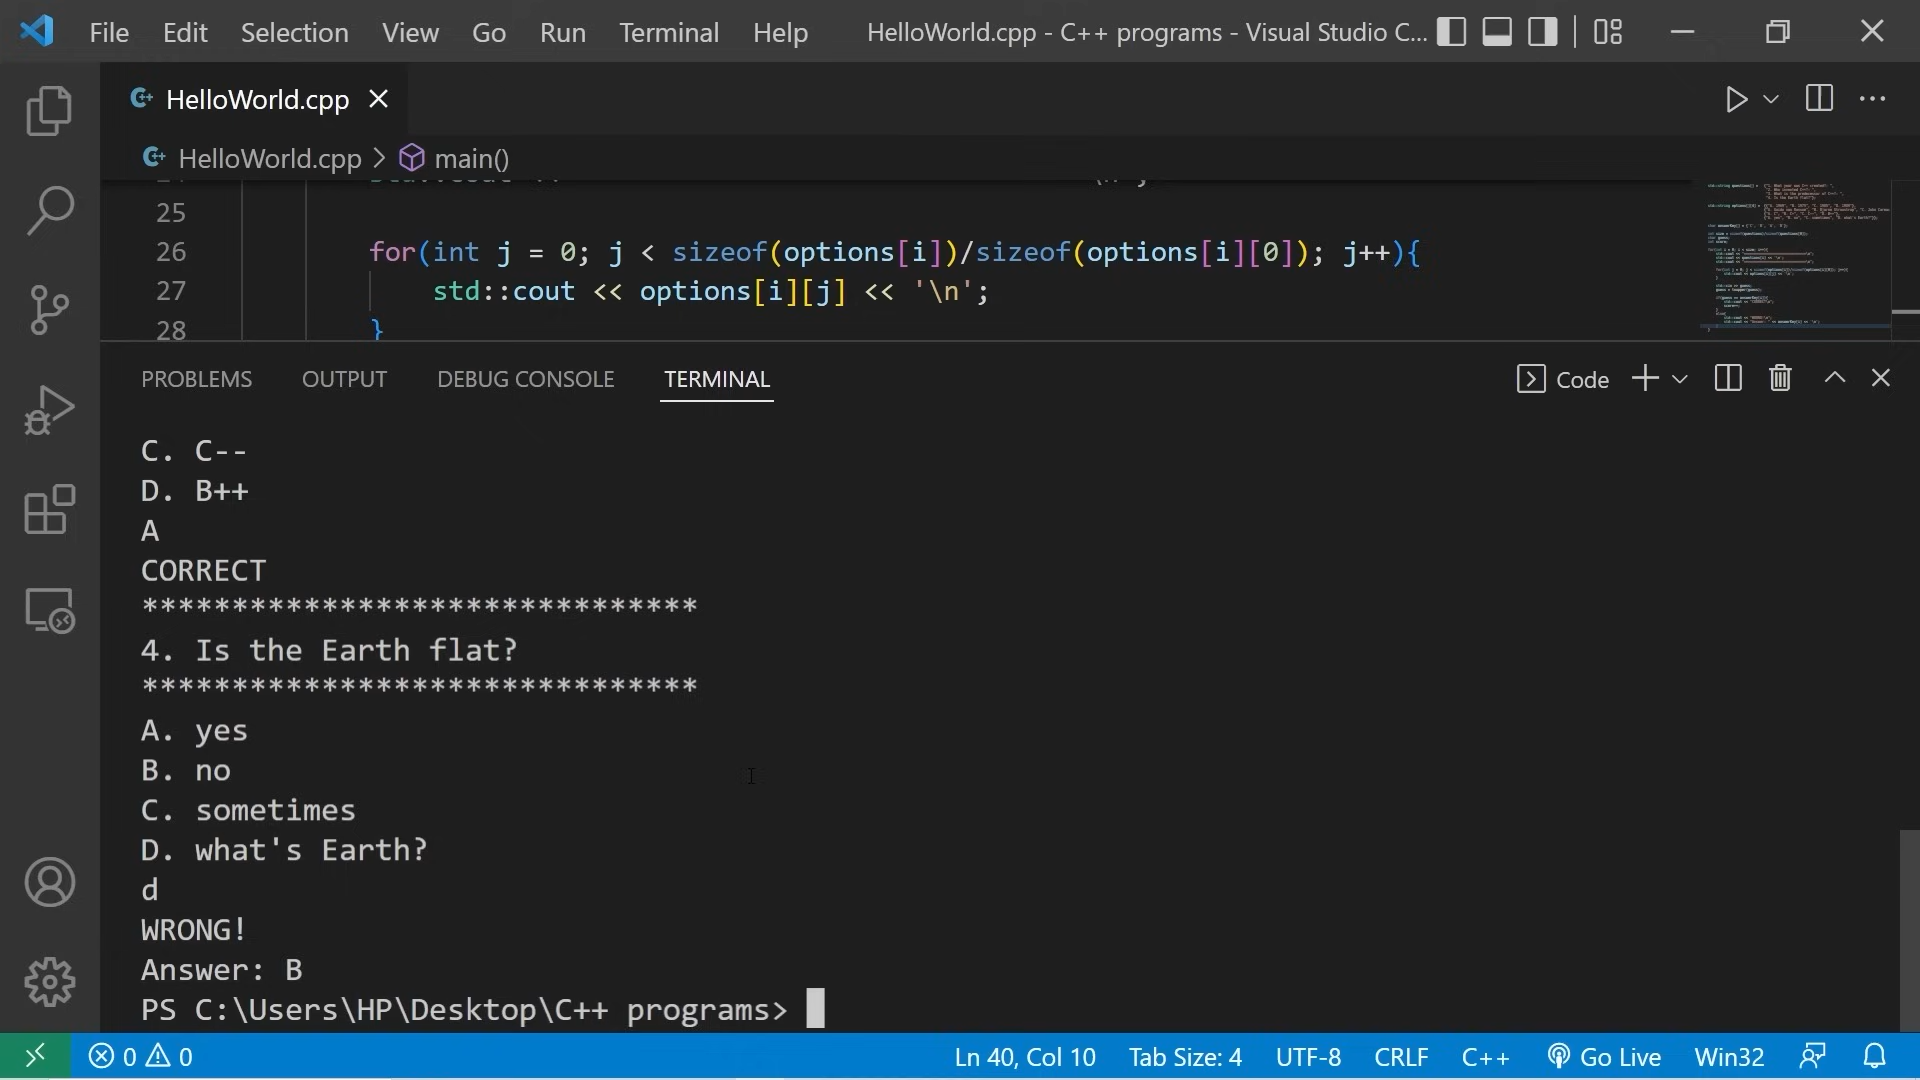 File Edit Selection View Go Run Terminal Help HelloWorld.cpp - C++ programs - Visual Studio C...
HelloWorld.cpp
HelloWorld.cpp > main()
25
26 for(int j = 0; j < sizeof(options[i])/sizeof(options[i][0]); j++){
27 std::cout << options[i][j] << '\n';
28 }
PROBLEMS OUTPUT DEBUG CONSOLE TERMINAL Code
C. C--
D. B++
A
CORRECT
*******************************
4. Is the Earth flat?
*******************************
A. yes
B. no
C. sometimes
D. what's Earth?
d
WRONG!
Answer: B
PS C:\Users\HP\Desktop\C++ programs>
0 0 Ln 40, Col 10 Tab Size: 4 UTF-8 CRLF C++ Go Live Win32